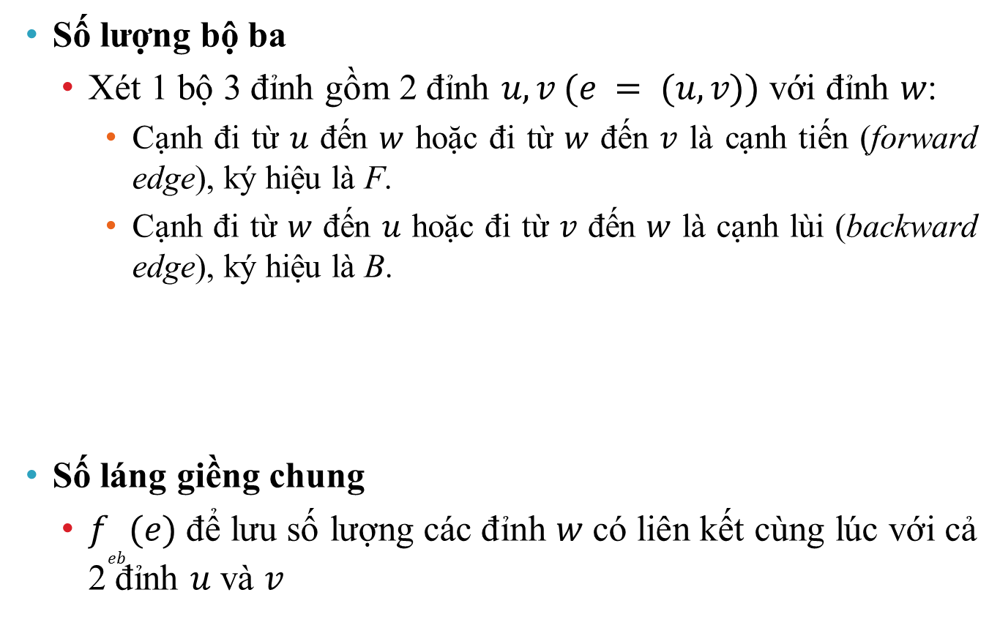 • Số lượng bộ ba
• Xét 1 bộ 3 đỉnh gồm 2 đỉnh u, v (e = (u, v)) với đỉnh w:
• Cạnh đi từ u đến w hoặc đi từ w đến v là cạnh tiến (forward
edge), ký hiệu là F.
• Cạnh đi từ w đến u hoặc đi từ v đến w là cạnh lùi (backward
edge), ký hiệu là B.
• Số láng giềng chung
• f_eb (e) để lưu số lượng các đỉnh w có liên kết cùng lúc với cả
2 đỉnh u và v